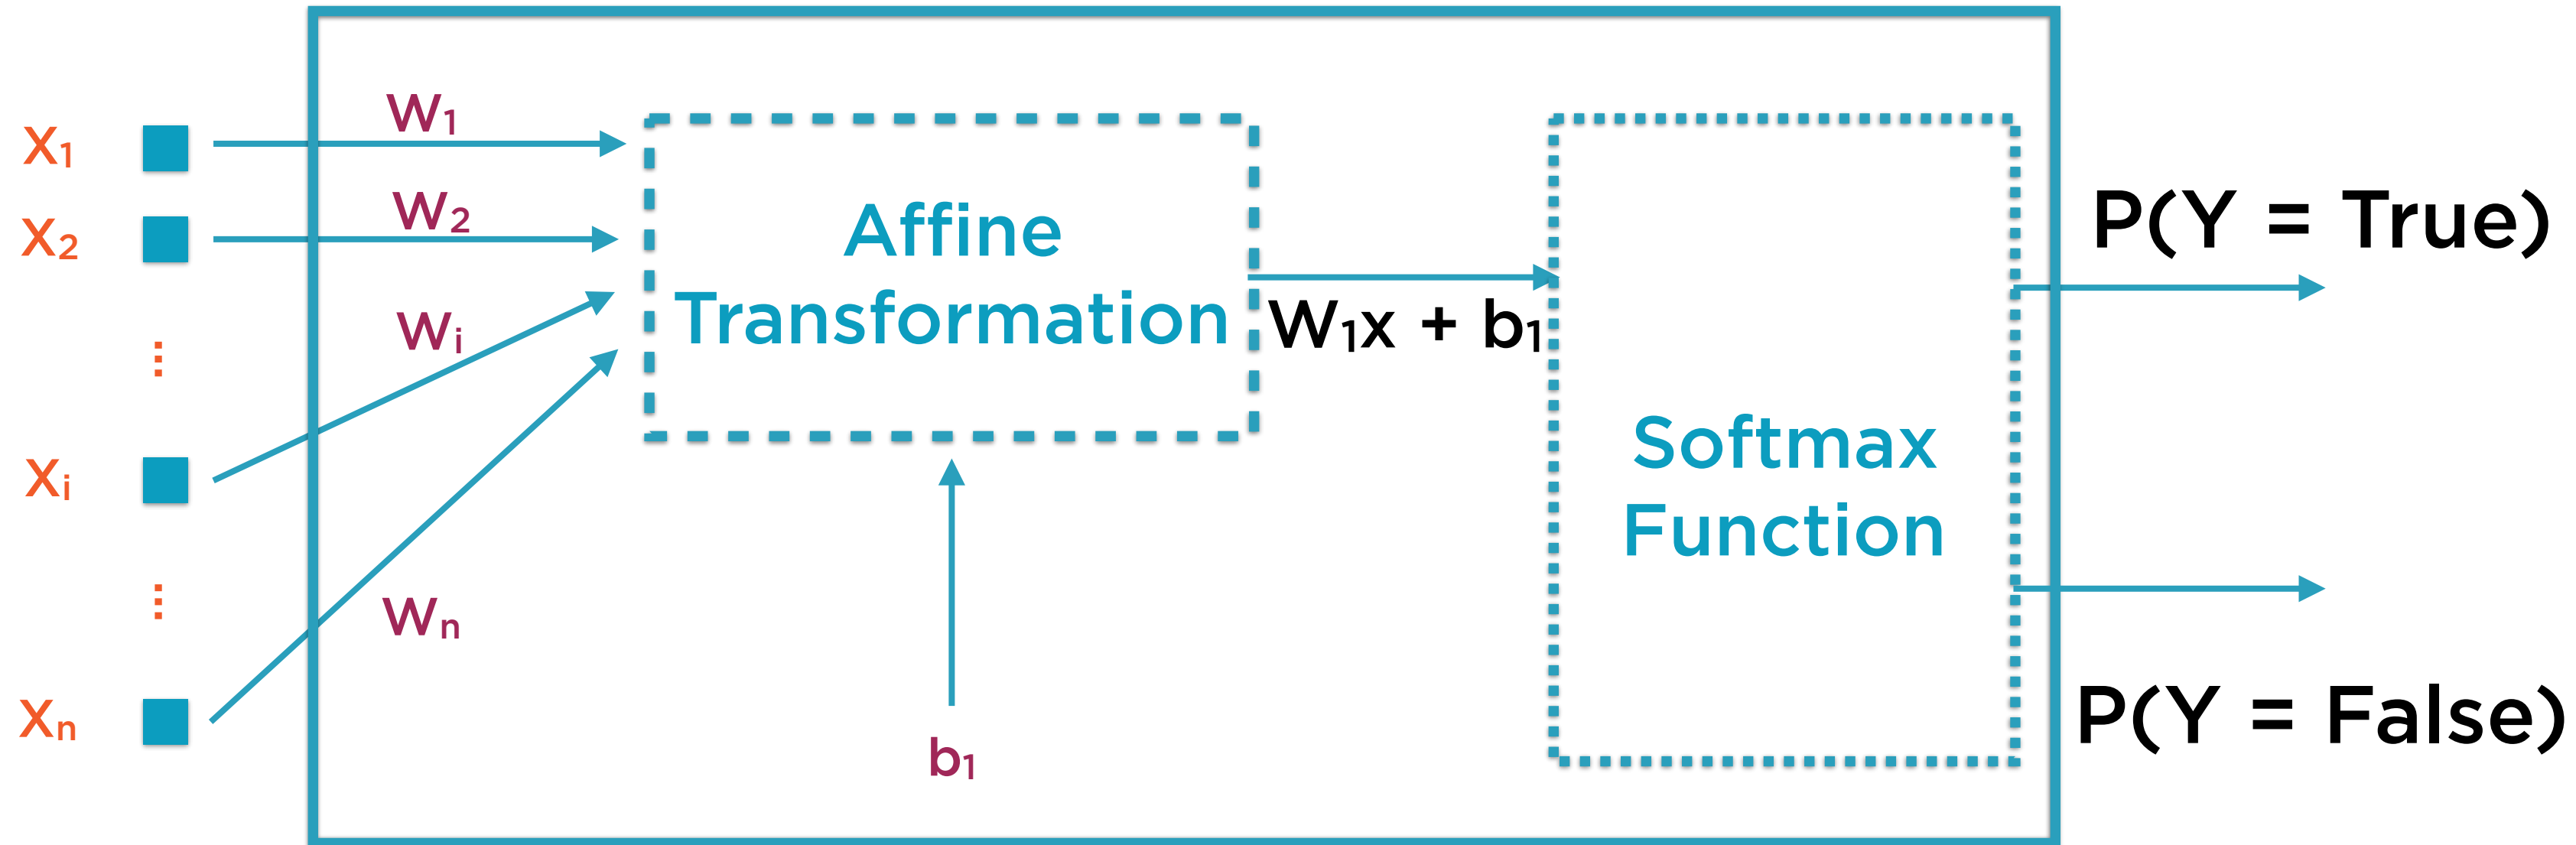 X₁
X₂
⋮
Xᵢ
⋮
Xₙ
W₁
W₂
Wᵢ
Wₙ
Affine
Transformation
b₁
W₁x + b₁
Softmax
Function
P(Y = True)
P(Y = False)